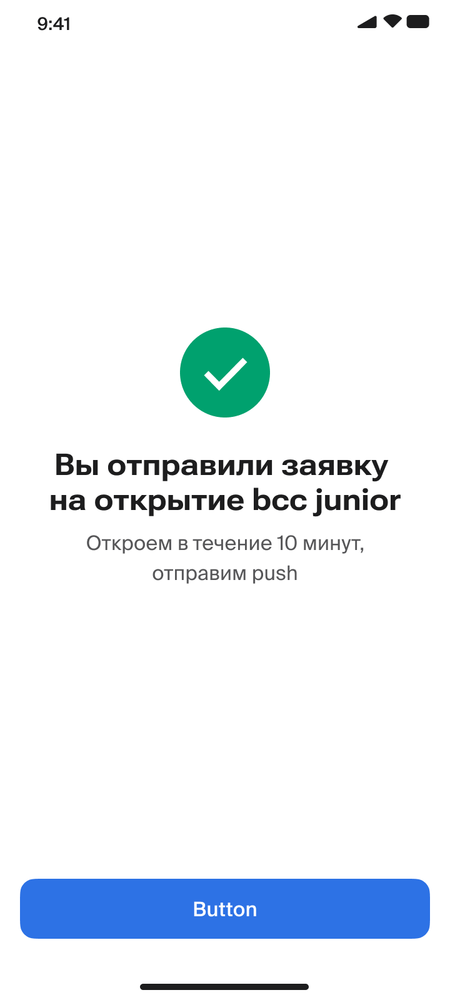 9:41
Вы отправили заявку
на открытие bcc junior
Откроем в течение 10 минут,
отправим push
Button